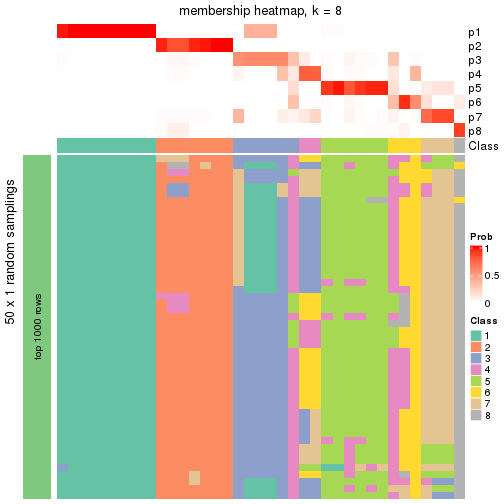 membership heatmap, k = 8
p1
p2
p3
p4
p5
p6
p7
p8
Class
50 x 1 random samplings
top 1000 rows
Prob
1
0.5
0
Class
1
2
3
4
5
6
7
8